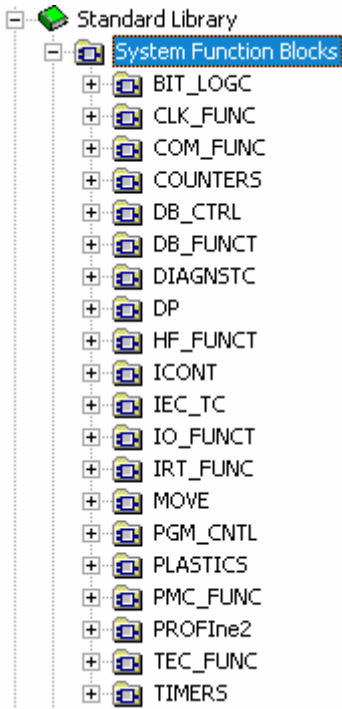 Standard Library
System Function Blocks
BIT_LOGC
CLK_FUNC
COM_FUNC
COUNTERS
DB_CTRL
DB_FUNCT
DIAGNSTC
DP
HF_FUNCT
ICONT
IEC_TC
IO_FUNCT
IRT_FUNC
MOVE
PGM_CNTL
PLASTICS
PMC_FUNC
PROFIne2
TEC_FUNC
TIMERS